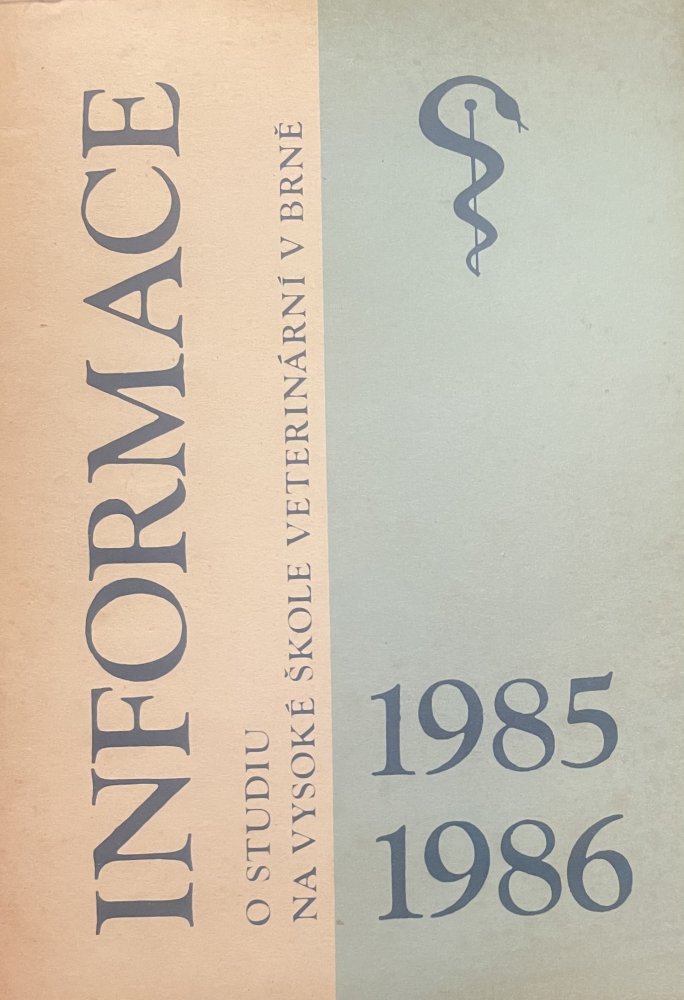 INFORMACE
O STUDIU
NA VYSOKÉ ŠKOLE VETERINÁRNÍ V BRNĚ
1985
1986